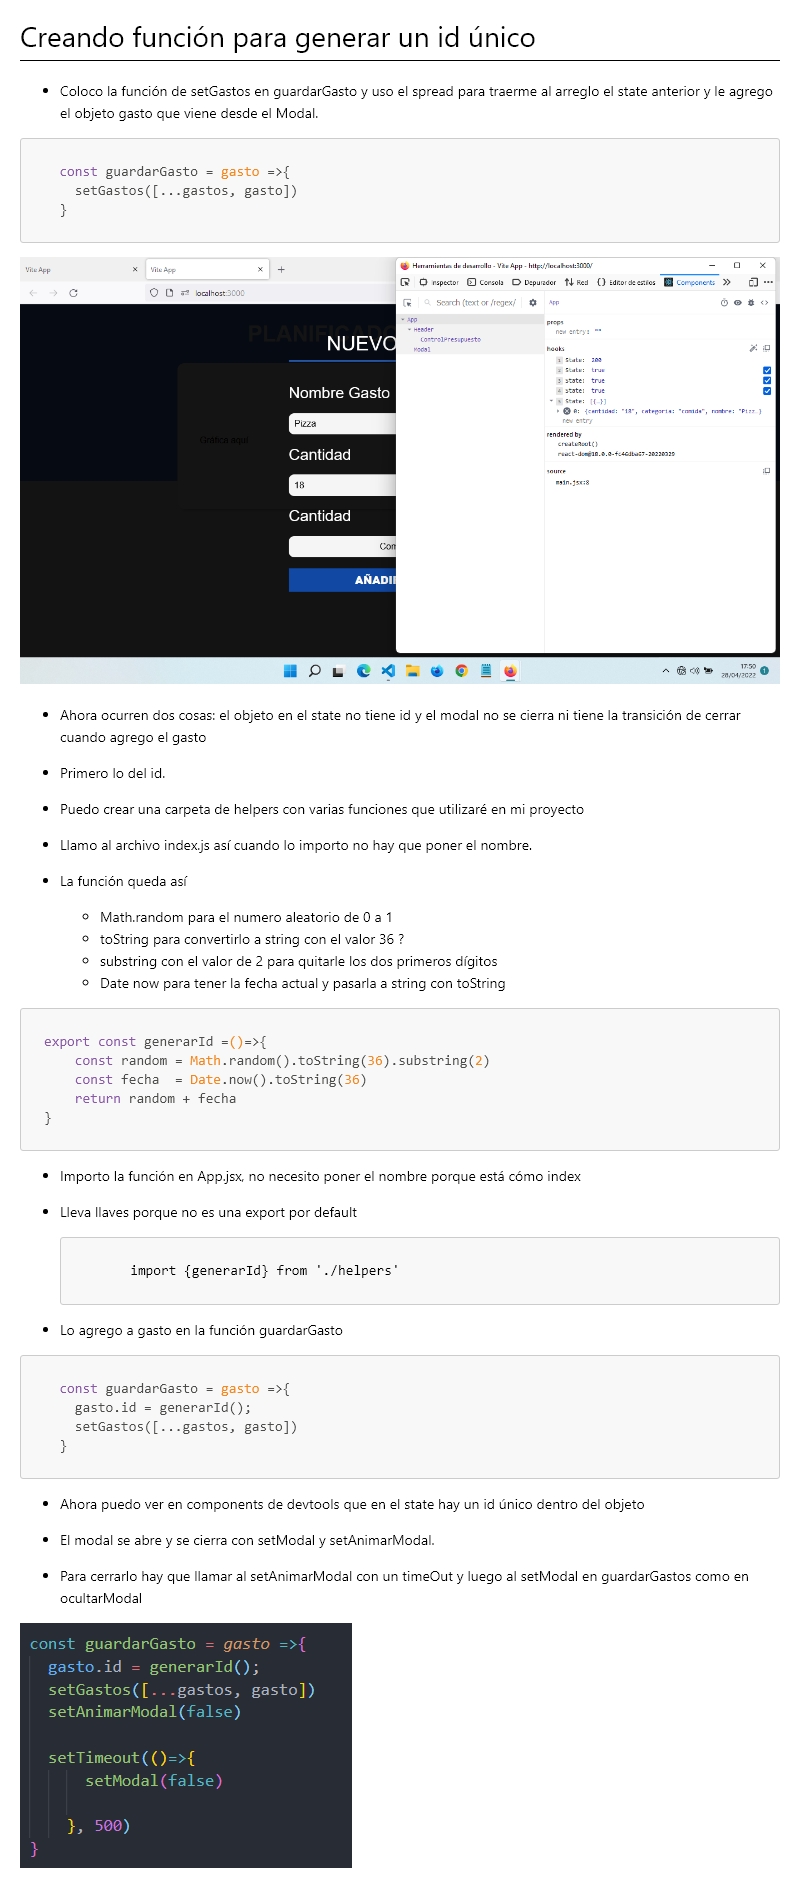 Creando función para generar un id único
Coloco la función de setGastos en guardarGasto y uso el spread para traerme al arreglo el state anterior y le agrego
el objeto gasto que viene desde el Modal.
const guardarGasto = gasto =>{
setGastos([...gastos, gasto])
}
Vite App
Vite App
localhost:3000
Herramientas de desarrollo - Vite App - http://localhost:3000/
Inspector Consola Depurador Red Editor de estilos Components
Search (text or /regex/
App
App
Header
ControlPresupuesto
Modal
props
new entry: ""
hooks
1 State: 200
2 State: true
3 State: true
4 State: true
5 State: [{…}]
0: {cantidad: "18", categoria: "comida", nombre: "Pizz…}
new entry
rendered by
createRoot()
react-dom@18.0.0-fc46dba67-20220329
source
main.jsx:8
PLANIFICADO
NUEVO
Gráfica aquí
Nombre Gasto
Pizza
Cantidad
18
Cantidad
Com
AÑADI
17:50
28/04/2022
1
Ahora ocurren dos cosas: el objeto en el state no tiene id y el modal no se cierra ni tiene la transición de cerrar
cuando agrego el gasto
Primero lo del id.
Puedo crear una carpeta de helpers con varias funciones que utilizaré en mi proyecto
Llamo al archivo index.js así cuando lo importo no hay que poner el nombre.
La función queda así
Math.random para el numero aleatorio de 0 a 1
toString para convertirlo a string con el valor 36 ?
substring con el valor de 2 para quitarle los dos primeros dígitos
Date now para tener la fecha actual y pasarla a string con toString
export const generarId =()=>{
const random = Math.random().toString(36).substring(2)
const fecha  = Date.now().toString(36)
return random + fecha
}
Importo la función en App.jsx, no necesito poner el nombre porque está cómo index
Lleva llaves porque no es una export por default
import {generarId} from './helpers'
Lo agrego a gasto en la función guardarGasto
const guardarGasto = gasto =>{
gasto.id = generarId();
setGastos([...gastos, gasto])
}
Ahora puedo ver en components de devtools que en el state hay un id único dentro del objeto
El modal se abre y se cierra con setModal y setAnimarModal.
Para cerrarlo hay que llamar al setAnimarModal con un timeOut y luego al setModal en guardarGastos como en
ocultarModal
const guardarGasto = gasto =>{
gasto.id = generarId();
setGastos([...gastos, gasto])
setAnimarModal(false)
setTimeout(()=>{
setModal(false)
}, 500)
}